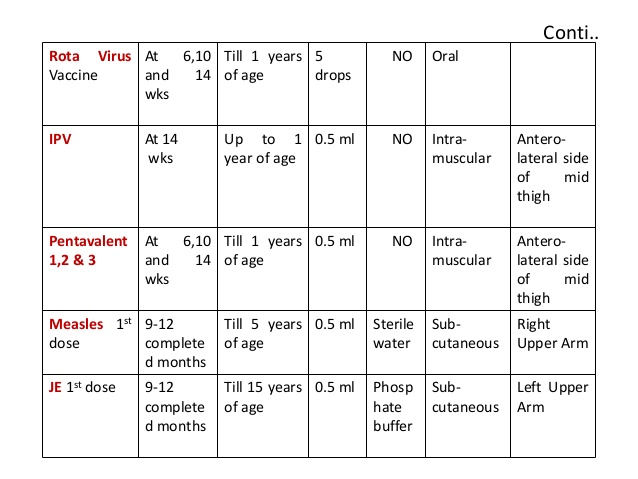 Conti..
Rota Virus Vaccine | At 6,10 and 14 wks | Till 1 years of age | 5 drops | NO | Oral |
IPV | At 14 wks | Up to 1 year of age | 0.5 ml | NO | Intra-muscular | Antero-lateral side of mid thigh
Pentavalent 1,2 & 3 | At 6,10 and 14 wks | Till 1 years of age | 0.5 ml | NO | Intra-muscular | Antero-lateral side of mid thigh
Measles 1st dose | 9-12 completed months | Till 5 years of age | 0.5 ml | Sterile water | Sub-cutaneous | Right Upper Arm
JE 1st dose | 9-12 completed months | Till 15 years of age | 0.5 ml | Phosphate buffer | Sub-cutaneous | Left Upper Arm